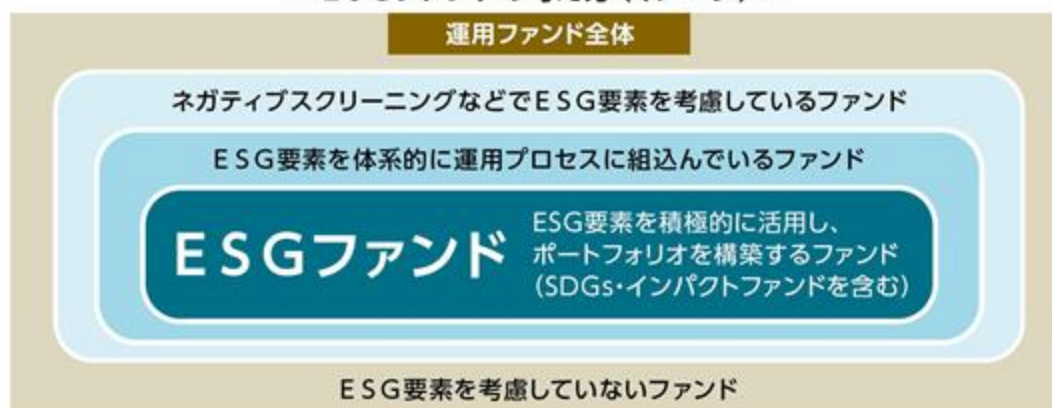 運用ファンド全体
ネガティブスクリーニングなどでESG要素を考慮しているファンド
ESG要素を体系的に運用プロセスに組込んでいるファンド
ESGファンド
ESG要素を積極的に活用し、
ポートフォリオを構築するファンド
(SDGs・インパクトファンドを含む)
ESG要素を考慮していないファンド